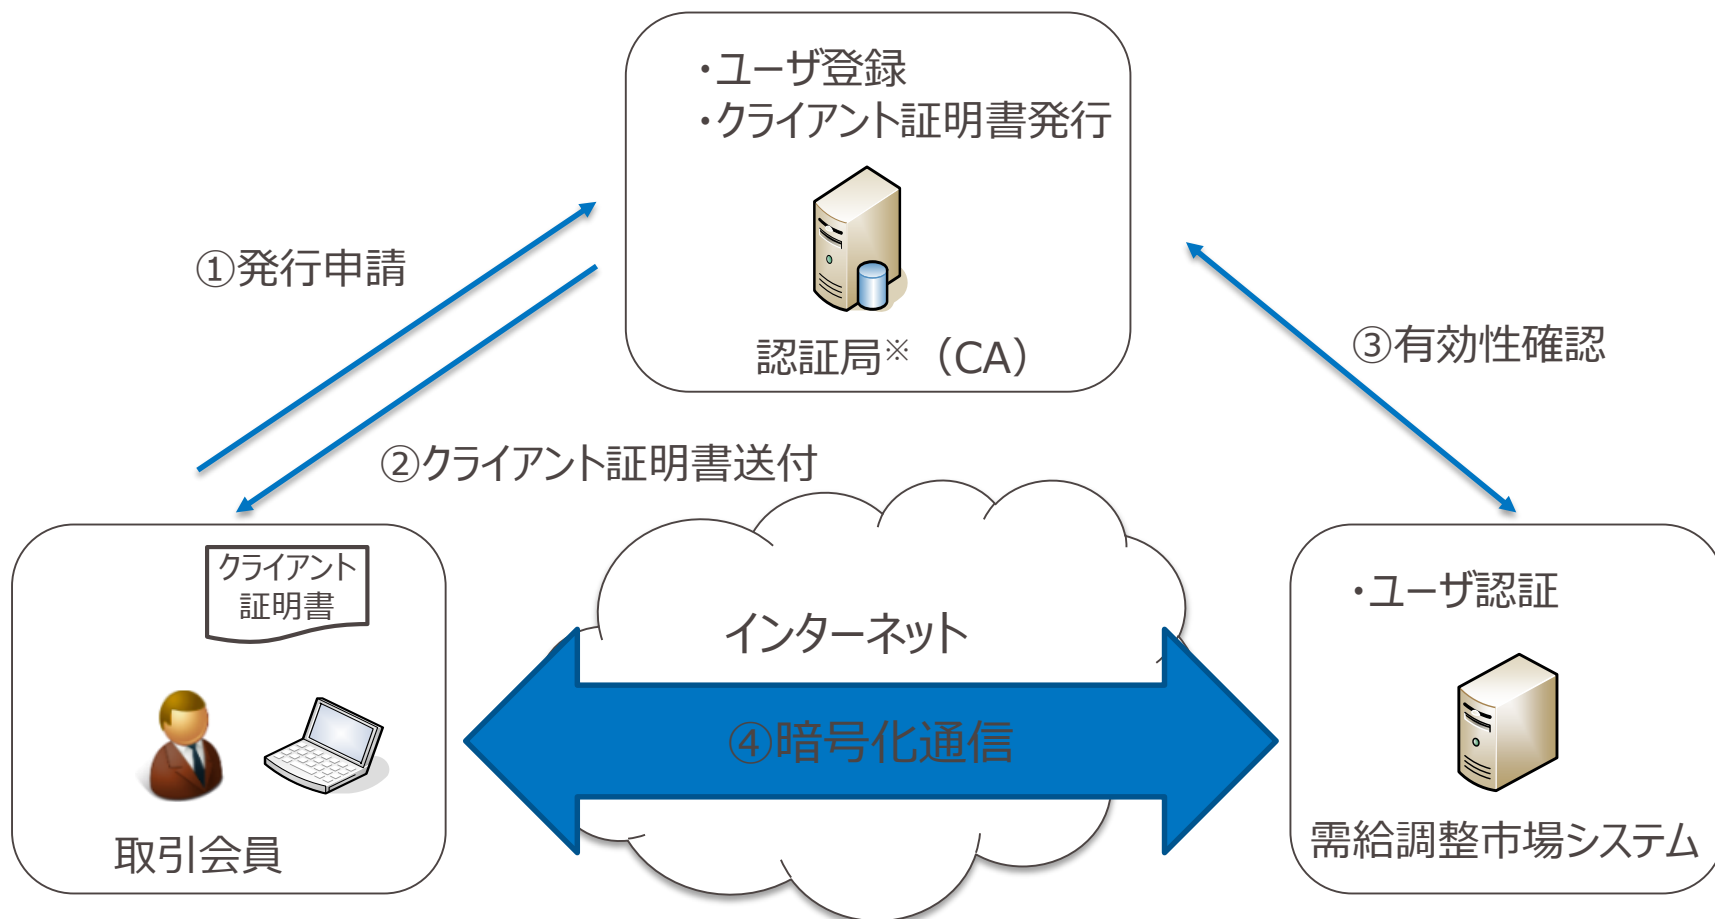 ・ユーザ登録
・クライアント証明書発行
認証局※（CA）
①発行申請
③有効性確認
②クライアント証明書送付
クライアント
証明書
取引会員
インターネット
④暗号化通信
・ユーザ認証
需給調整市場システム